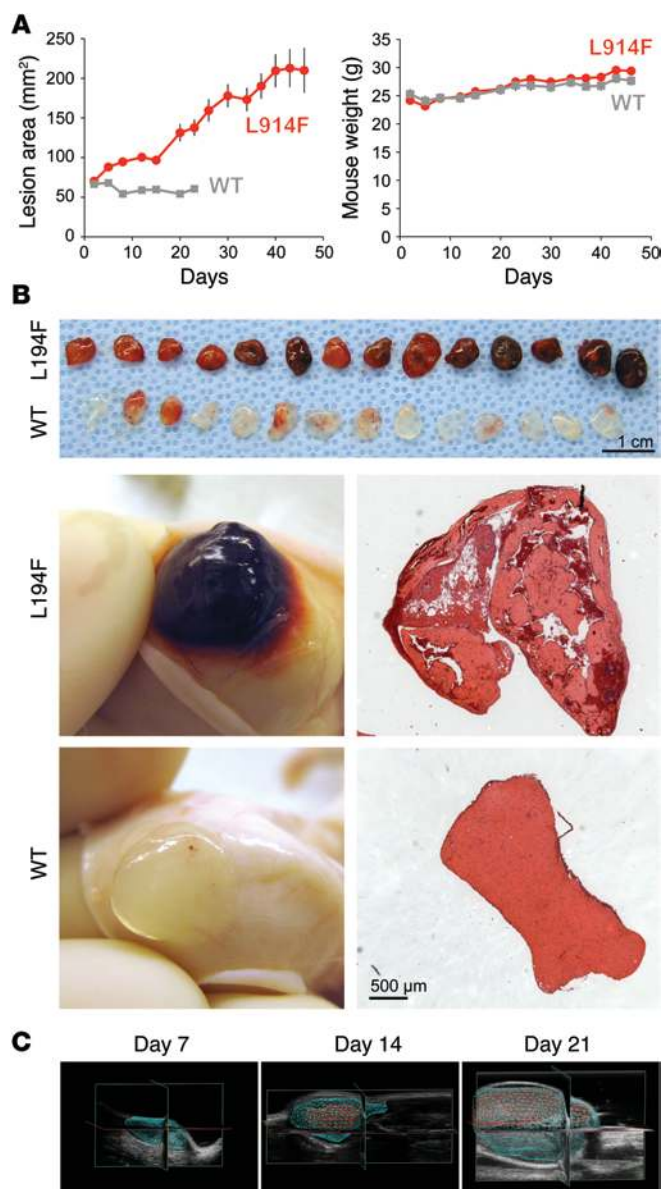 A
Lesion area (mm²)
250
200
150
100
50
0
L914F
WT
0 10 20 30 40 50
Days
Mouse weight (g)
35
30
25
20
15
10
5
0
L914F
WT
0 10 20 30 40 50
Days
B
L194F
WT
1 cm
L194F
WT
500 µm
C
Day 7 Day 14 Day 21